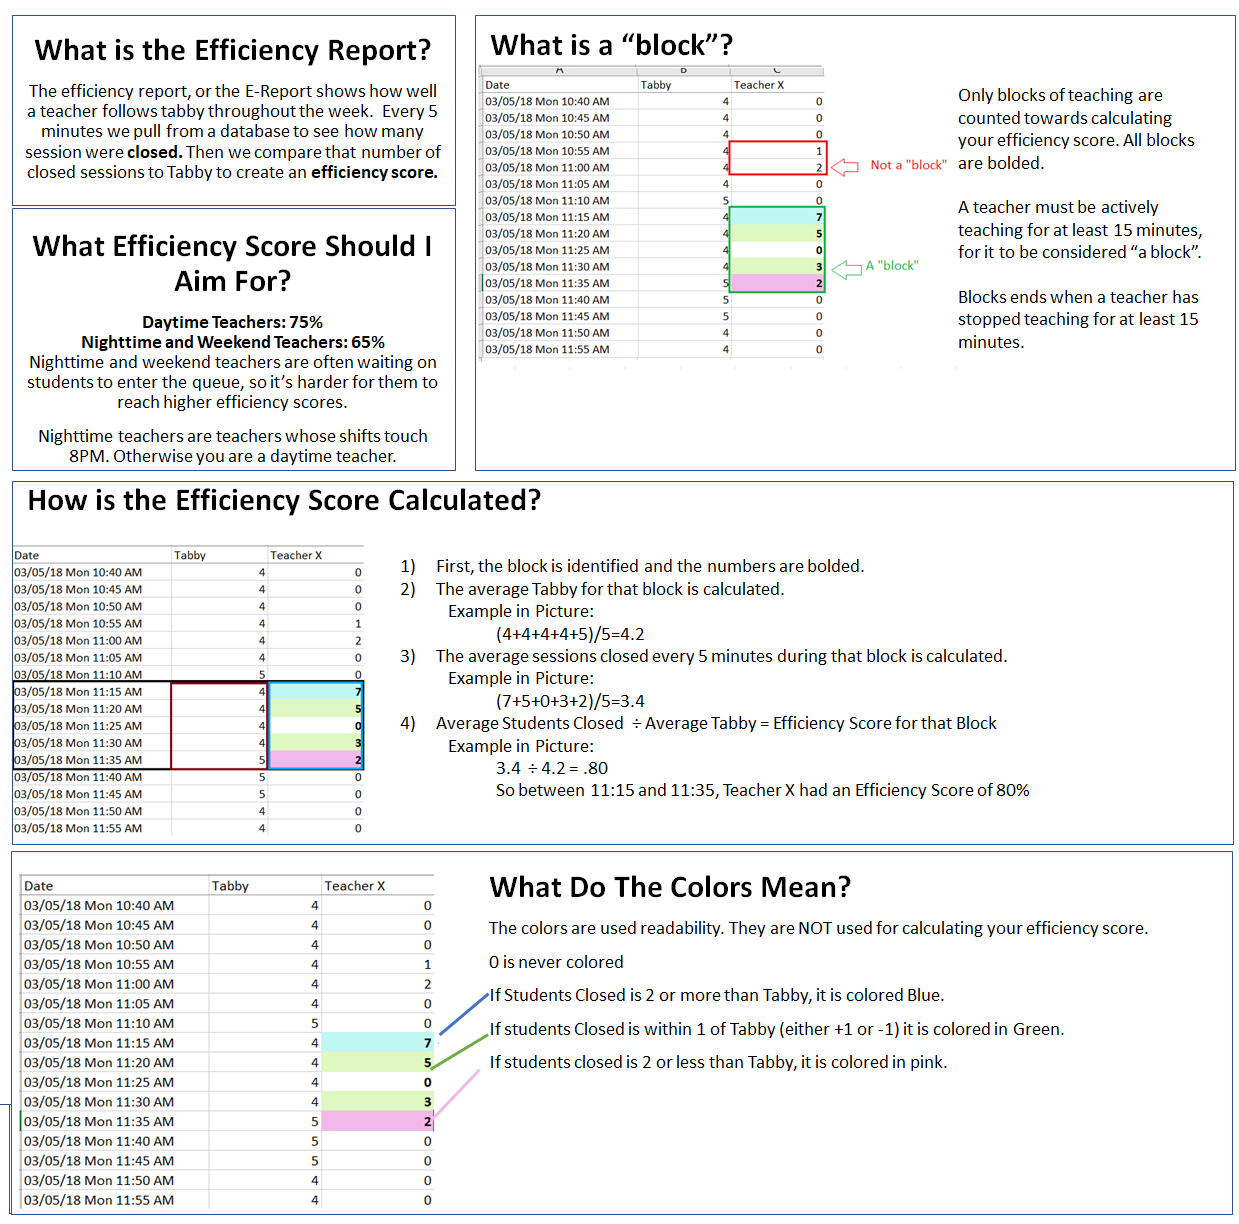 What is the Efficiency Report?
The efficiency report, or the E-Report shows how well
a teacher follows tabby throughout the week.  Every 5
minutes we pull from a database to see how many
session were closed. Then we compare that number of
closed sessions to Tabby to create an efficiency score.
What Efficiency Score Should I
Aim For?
Daytime Teachers: 75%
Nighttime and Weekend Teachers: 65%
Nighttime and weekend teachers are often waiting on
students to enter the queue, so it's harder for them to
reach higher efficiency scores.
Nighttime teachers are teachers whose shifts touch
8PM. Otherwise you are a daytime teacher.
What is a “block”?
A B C
Date Tabby Teacher X
03/05/18 Mon 10:40 AM 4 0
03/05/18 Mon 10:45 AM 4 0
03/05/18 Mon 10:50 AM 4 0
03/05/18 Mon 10:55 AM 4 1
03/05/18 Mon 11:00 AM 4 2
03/05/18 Mon 11:05 AM 4 0
03/05/18 Mon 11:10 AM 5 0
03/05/18 Mon 11:15 AM 4 7
03/05/18 Mon 11:20 AM 4 5
03/05/18 Mon 11:25 AM 4 0
03/05/18 Mon 11:30 AM 4 3
03/05/18 Mon 11:35 AM 5 2
03/05/18 Mon 11:40 AM 5 0
03/05/18 Mon 11:45 AM 5 0
03/05/18 Mon 11:50 AM 4 0
03/05/18 Mon 11:55 AM 4 0
Not a "block"
A "block"
Only blocks of teaching are
counted towards calculating
your efficiency score. All blocks
are bolded.
A teacher must be actively
teaching for at least 15 minutes,
for it to be considered “a block”.
Blocks ends when a teacher has
stopped teaching for at least 15
minutes.
How is the Efficiency Score Calculated?
Date Tabby Teacher X
03/05/18 Mon 10:40 AM 4 0
03/05/18 Mon 10:45 AM 4 0
03/05/18 Mon 10:50 AM 4 0
03/05/18 Mon 10:55 AM 4 1
03/05/18 Mon 11:00 AM 4 2
03/05/18 Mon 11:05 AM 4 0
03/05/18 Mon 11:10 AM 5 0
03/05/18 Mon 11:15 AM 4 7
03/05/18 Mon 11:20 AM 4 5
03/05/18 Mon 11:25 AM 4 0
03/05/18 Mon 11:30 AM 4 3
03/05/18 Mon 11:35 AM 5 2
03/05/18 Mon 11:40 AM 5 0
03/05/18 Mon 11:45 AM 5 0
03/05/18 Mon 11:50 AM 4 0
03/05/18 Mon 11:55 AM 4 0
1) First, the block is identified and the numbers are bolded.
2) The average Tabby for that block is calculated.
Example in Picture:
(4+4+4+4+5)/5=4.2
3) The average sessions closed every 5 minutes during that block is calculated.
Example in Picture:
(7+5+0+3+2)/5=3.4
4) Average Students Closed ÷ Average Tabby = Efficiency Score for that Block
Example in Picture:
3.4 ÷ 4.2 = .80
So between 11:15 and 11:35, Teacher X had an Efficiency Score of 80%
Date Tabby Teacher X
03/05/18 Mon 10:40 AM 4 0
03/05/18 Mon 10:45 AM 4 0
03/05/18 Mon 10:50 AM 4 0
03/05/18 Mon 10:55 AM 4 1
03/05/18 Mon 11:00 AM 4 2
03/05/18 Mon 11:05 AM 4 0
03/05/18 Mon 11:10 AM 5 0
03/05/18 Mon 11:15 AM 4 7
03/05/18 Mon 11:20 AM 4 5
03/05/18 Mon 11:25 AM 4 0
03/05/18 Mon 11:30 AM 4 3
03/05/18 Mon 11:35 AM 5 2
03/05/18 Mon 11:40 AM 5 0
03/05/18 Mon 11:45 AM 5 0
03/05/18 Mon 11:50 AM 4 0
03/05/18 Mon 11:55 AM 4 0
What Do The Colors Mean?
The colors are used readability. They are NOT used for calculating your efficiency score.
0 is never colored
If Students Closed is 2 or more than Tabby, it is colored Blue.
If students Closed is within 1 of Tabby (either +1 or -1) it is colored in Green.
If students closed is 2 or less than Tabby, it is colored in pink.